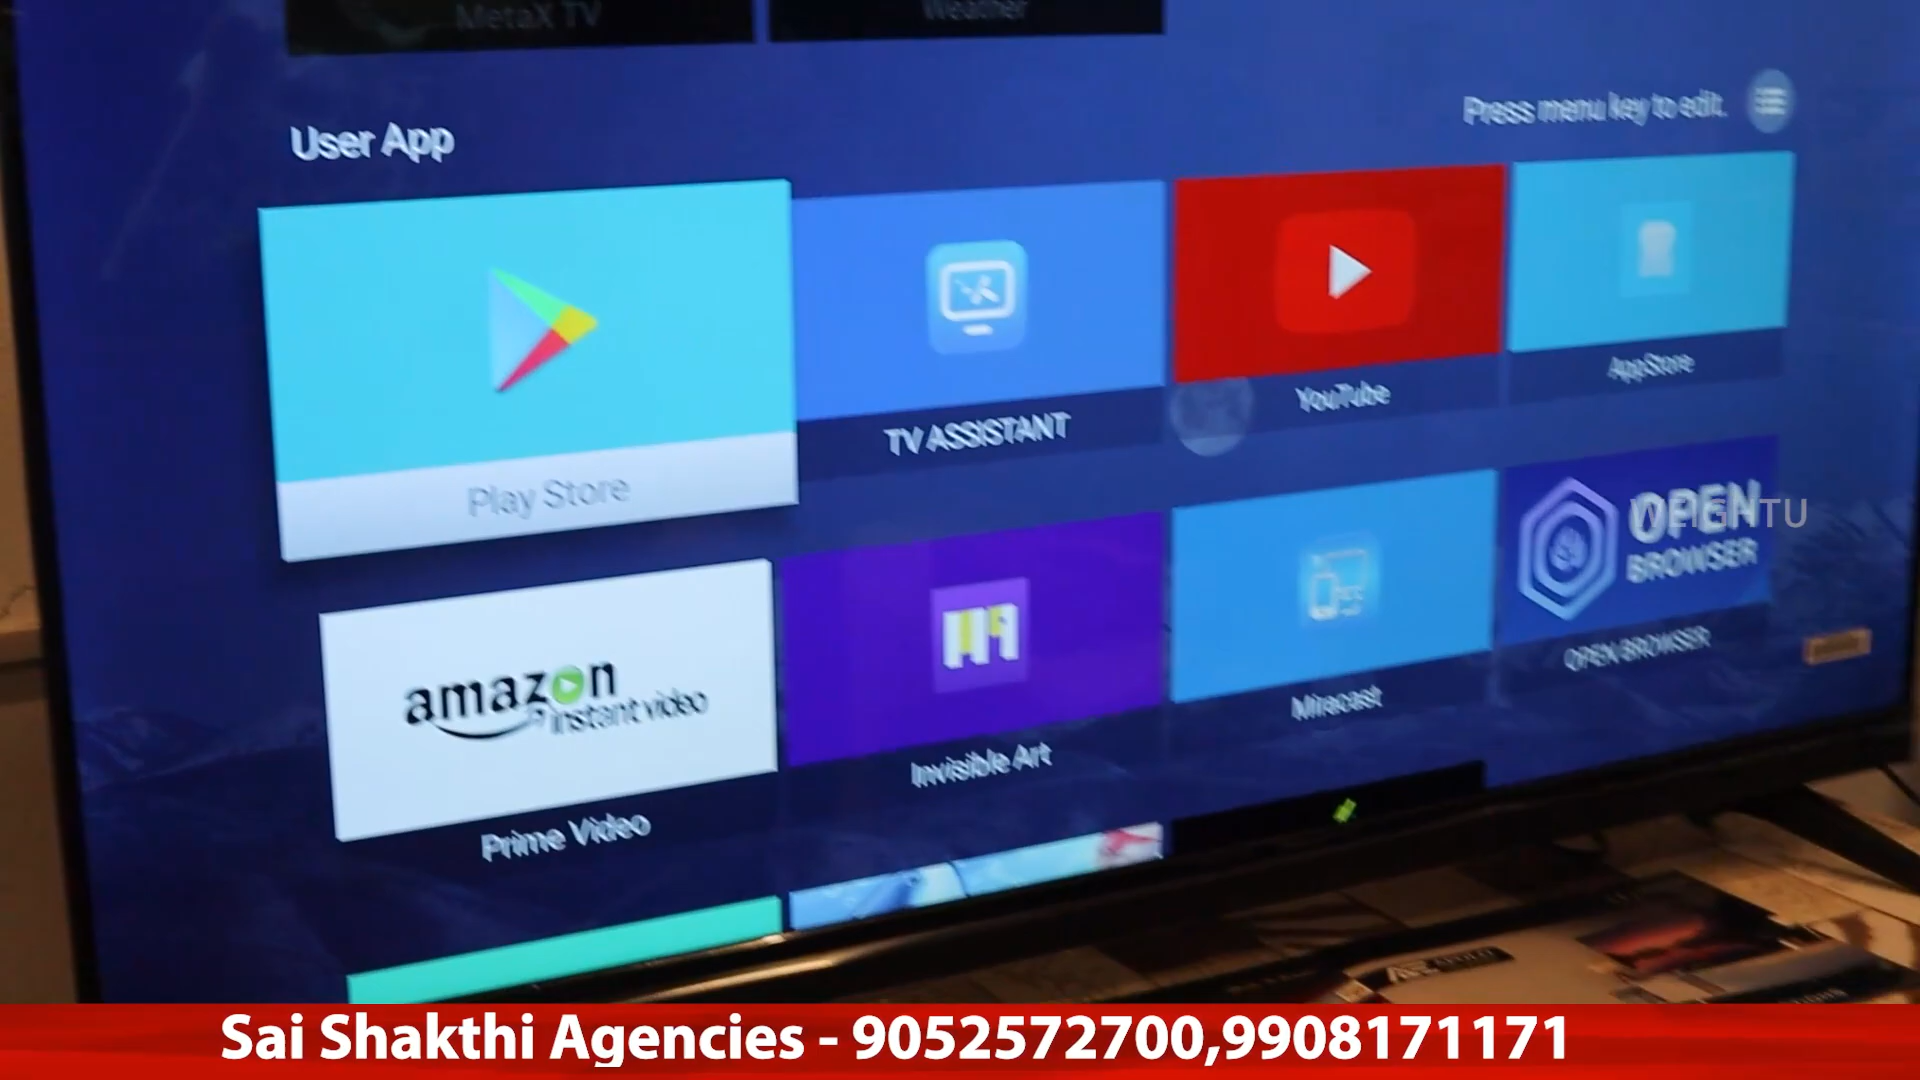 MetaX TV
Weather
User App
Press menu key to edit.
Play Store
TV ASSISTANT
YouTube
AppStore
amazon
instant video
Prime Video
Invisible Art
Miracast
OPEN
BROWSER
OPEN BROWSER
WEIGHTU
Sai Shakthi Agencies - 9052572700,9908171171